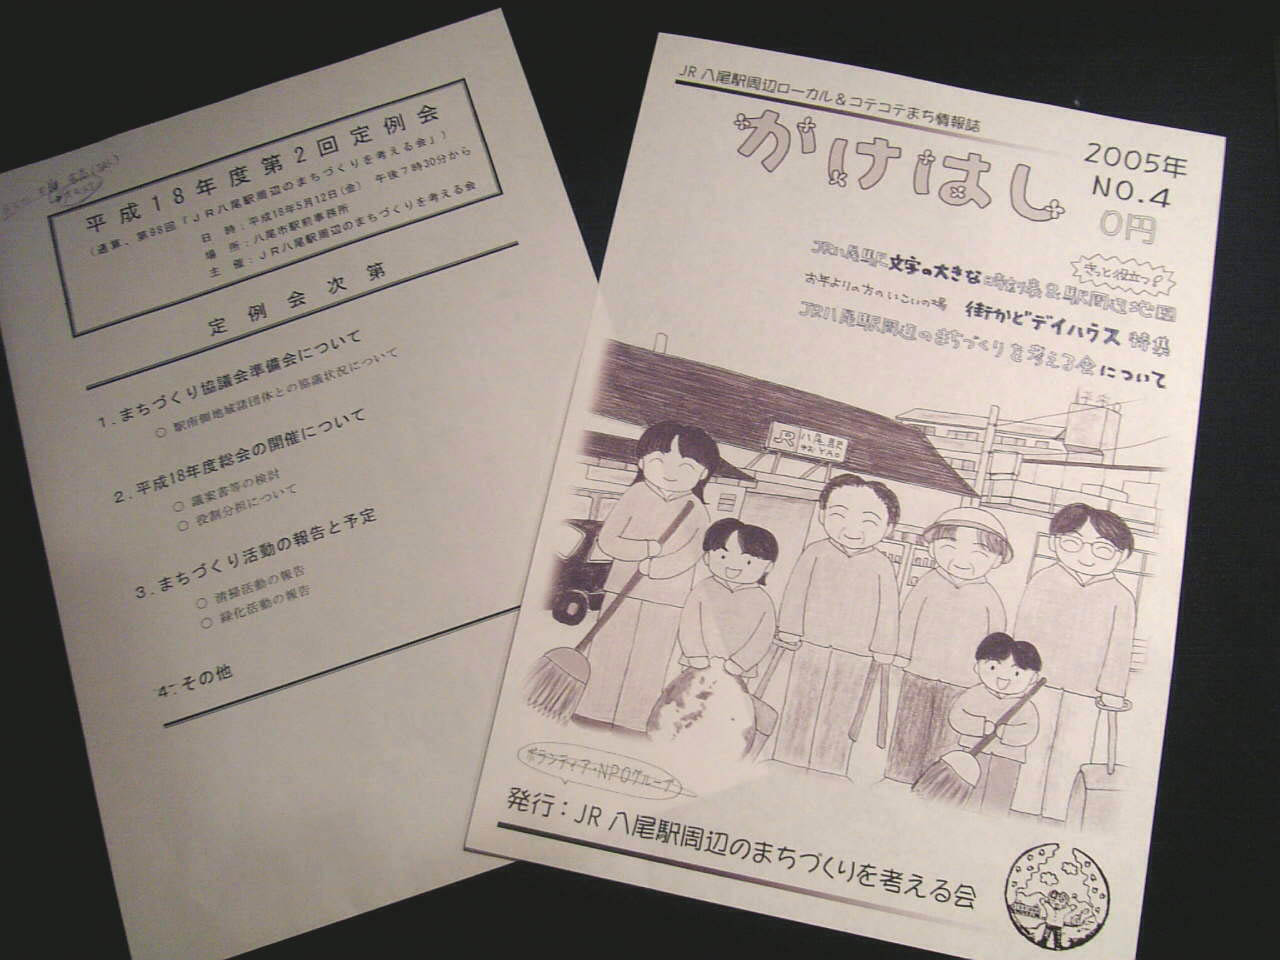 平成18年度第2回定例会
(通算、第98回「JR八尾駅周辺のまちづくりを考える会」)
日 時:平成18年5月12日(金) 午後7時30分から
場 所:八尾市駅前事務所
主 催:JR八尾駅周辺のまちづくりを考える会
定例会次第
1.まちづくり協議会準備会について
○ 駅南側地域諸団体との協議状況について
2.平成18年度総会の開催について
○ 議案書等の検討
○ 役割分担について
3.まちづくり活動の報告と予定
○ 清掃活動の報告
○ 緑化活動の報告
4.その他
JR八尾駅周辺ローカル&コテコテまち情報誌
かけはし
2005年
NO.4
0円
きっと役立つ!
JR八尾駅文字の大きな時刻表&駅周辺地図
お年よりの方のいこいの場 街かどデイハウス特集
JR八尾駅周辺のまちづくりを考える会について
JR 八尾駅
YAO
ボランティア・NPOグループ
発行:JR八尾駅周辺のまちづくりを考える会